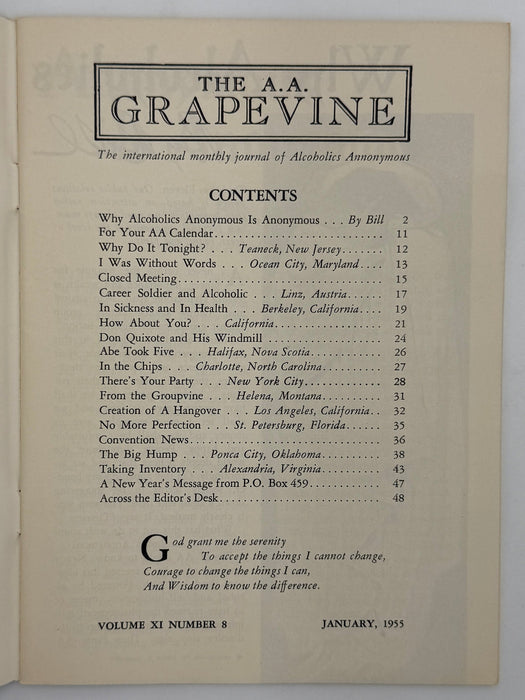 THE A.A.
GRAPEVINE
The international monthly journal of Alcoholics Annonymous
CONTENTS
Why Alcoholics Anonymous Is Anonymous . . . By Bill 2
For Your AA Calendar. . . . . . . . . . . . . . . . . . . . . . . . . . . . 11
Why Do It Tonight? . . . Teaneck, New Jersey. . . . . . . 12
I Was Without Words . . . Ocean City, Maryland. . . . 13
Closed Meeting. . . . . . . . . . . . . . . . . . . . . . . . . . . . . . . . . . 15
Career Soldier and Alcoholic . . . Linz, Austria. . . . . . 17
In Sickness and In Health . . . Berkeley, California. . . . 19
How About You? . . . California. . . . . . . . . . . . . . . . . . 21
Don Quixote and His Windmill . . . . . . . . . . . . . . . . . . . 24
Abe Took Five . . . Halifax, Nova Scotia. . . . . . . . . . . . 26
In the Chips . . . Charlotte, North Carolina. . . . . . . . . . 27
There's Your Party . . . New York City. . . . . . . . . . . . . 28
From the Groupvine . . . Helena, Montana. . . . . . . . . . 31
Creation of A Hangover . . . Los Angeles, California. . 32
No More Perfection . . . St. Petersburg, Florida. . . . . . 35
Convention News. . . . . . . . . . . . . . . . . . . . . . . . . . . . . . . . 36
The Big Hump . . . Ponca City, Oklahoma. . . . . . . . . . 38
Taking Inventory . . . Alexandria, Virginia. . . . . . . . . . 43
A New Year's Message from P.O. Box 459. . . . . . . . . . . . 47
Across the Editor's Desk. . . . . . . . . . . . . . . . . . . . . . . . . . . 48
God grant me the serenity
To accept the things I cannot change,
Courage to change the things I can,
And Wisdom to know the difference.
VOLUME XI NUMBER 8 JANUARY, 1955